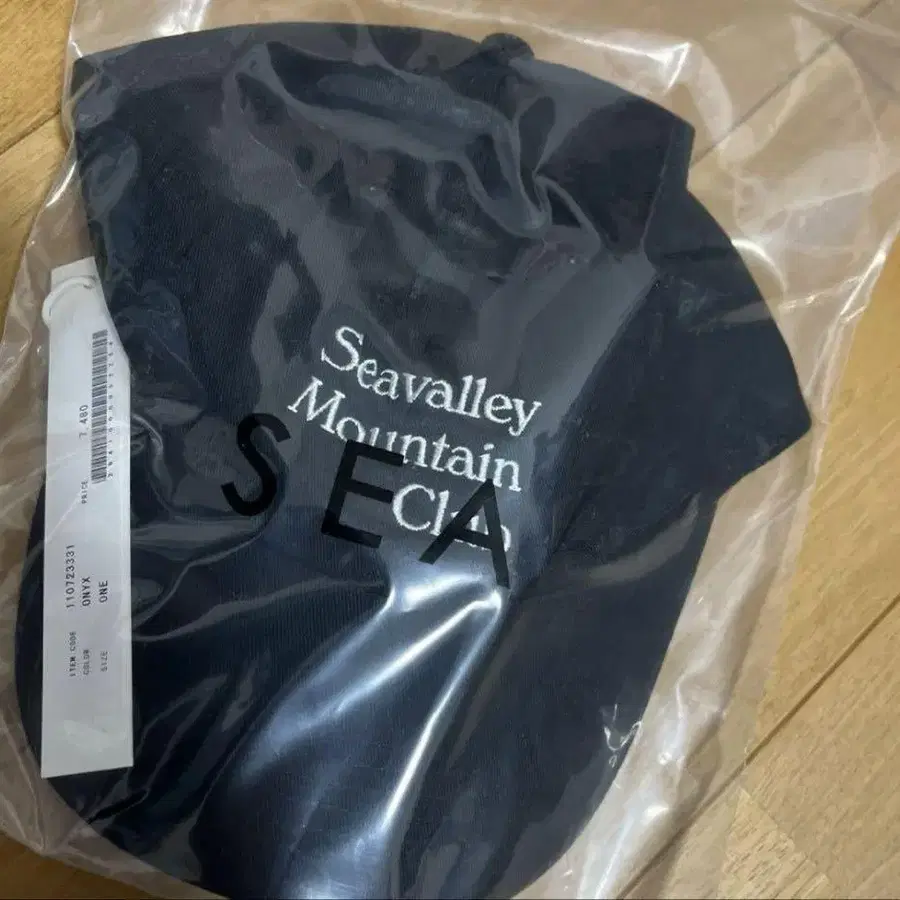 Seavalley
Mountain
Club
SEA
ITEM CODE 110723331
COLOR ONYX
SIZE ONE
PRICE 7,480